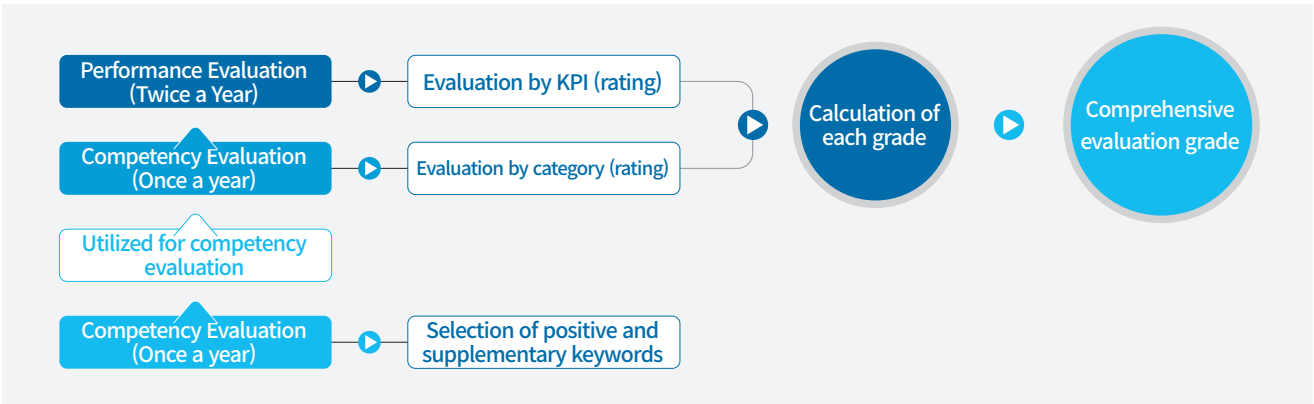 Performance Evaluation
(Twice a Year)
Evaluation by KPI (rating)
Competency Evaluation
(Once a year)
Evaluation by category (rating)
Calculation of
each grade
Comprehensive
evaluation grade
Utilized for competency
evaluation
Competency Evaluation
(Once a year)
Selection of positive and
supplementary keywords